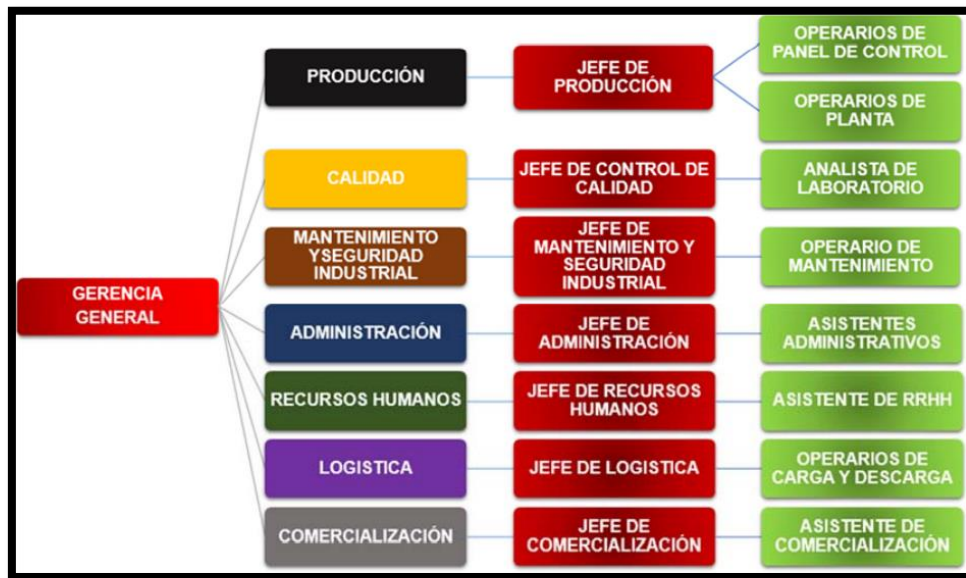 GERENCIA
GENERAL
PRODUCCIÓN
JEFE DE
PRODUCCIÓN
OPERARIOS DE
PANEL DE CONTROL
OPERARIOS DE
PLANTA
CALIDAD
JEFE DE CONTROL DE
CALIDAD
ANALISTA DE
LABORATORIO
MANTENIMIENTO
YSEGURIDAD
INDUSTRIAL
JEFE DE
MANTENIMIENTO Y
SEGURIDAD
INDUSTRIAL
OPERARIO DE
MANTENIMIENTO
ADMINISTRACIÓN
JEFE DE
ADMINISTRACIÓN
ASISTENTES
ADMINISTRATIVOS
RECURSOS HUMANOS
JEFE DE RECURSOS
HUMANOS
ASISTENTE DE RRHH
LOGISTICA
JEFE DE LOGISTICA
OPERARIOS DE
CARGA Y DESCARGA
COMERCIALIZACIÓN
JEFE DE
COMERCIALIZACIÓN
ASISTENTE DE
COMERCIALIZACIÓN